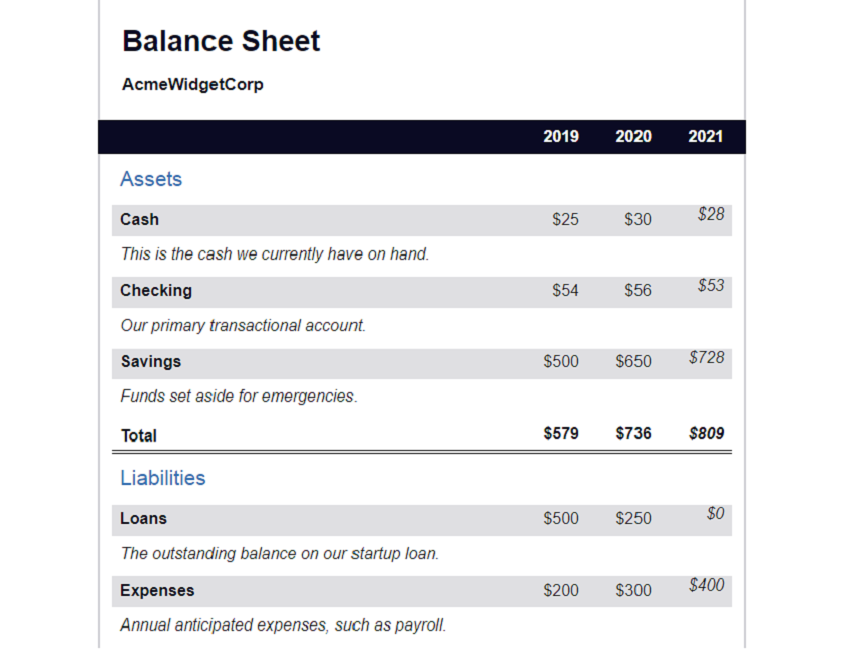 Balance Sheet
AcmeWidgetCorp
2019 2020 2021
Assets
Cash $25 $30 $28
This is the cash we currently have on hand.
Checking $54 $56 $53
Our primary transactional account.
Savings $500 $650 $728
Funds set aside for emergencies.
Total $579 $736 $809
Liabilities
Loans $500 $250 $0
The outstanding balance on our startup loan.
Expenses $200 $300 $400
Annual anticipated expenses, such as payroll.